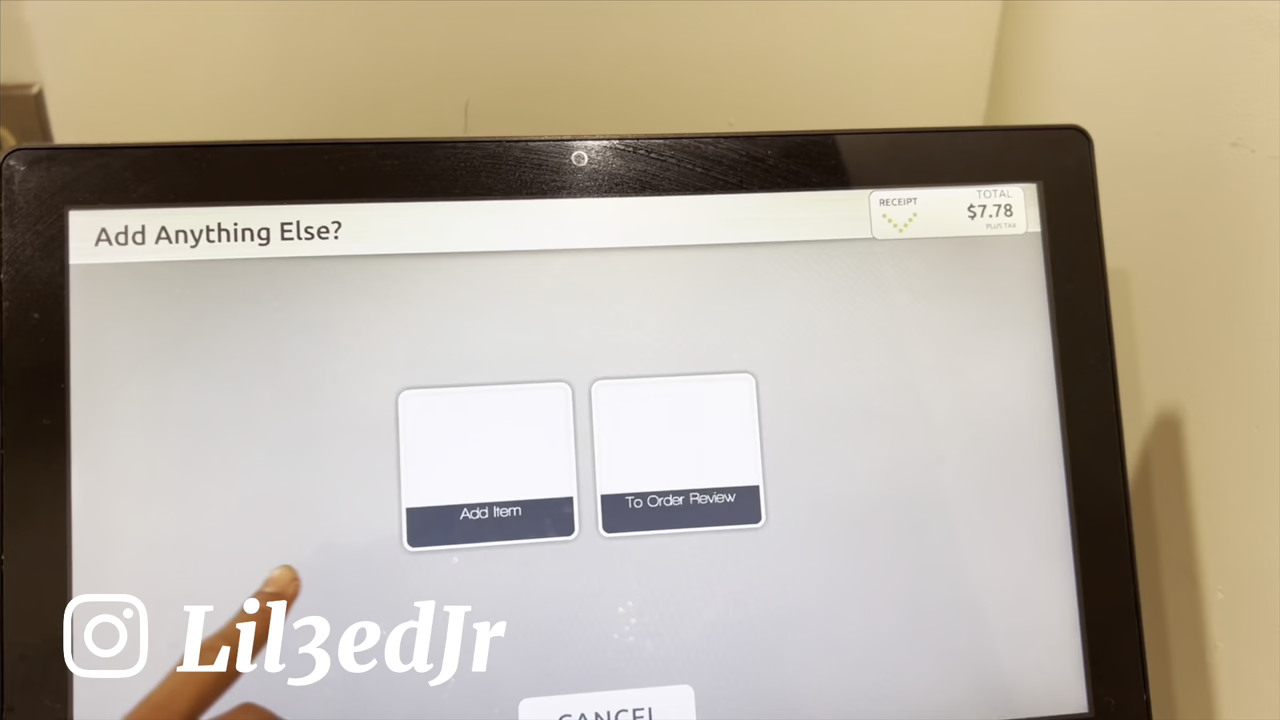 Add Anything Else?
RECEIPT
TOTAL
$7.78
PLUS TAX
Add Item
To Order Review
CANCEL
Lil3edJr